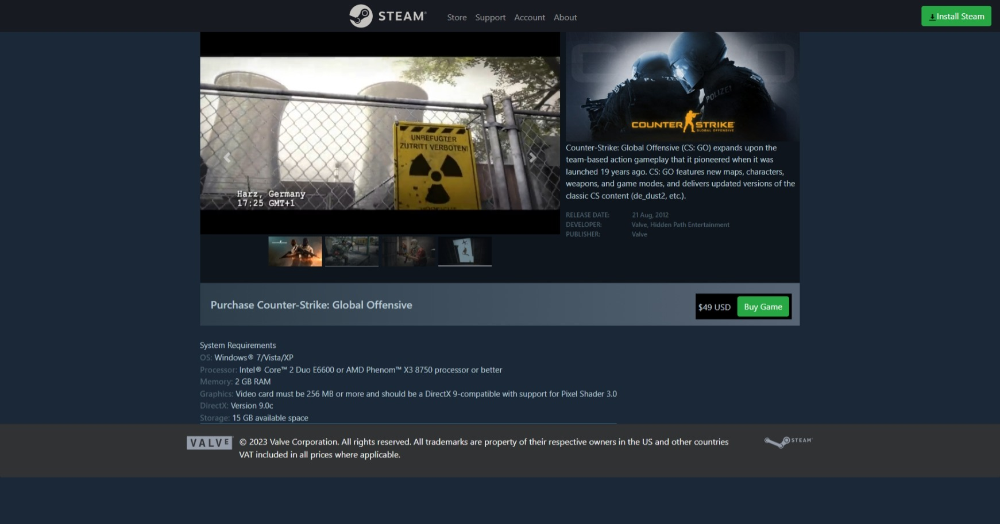 STEAM®
Store Support Account About
Install Steam
UNBEFUGTER
ZUTRITT VERBOTEN!
Harz, Germany
17:25 GMT+1
POLIZEI
COUNTER STRIKE
GLOBAL OFFENSIVE
Counter-Strike: Global Offensive (CS: GO) expands upon the
team-based action gameplay that it pioneered when it was
launched 19 years ago. CS: GO features new maps, characters,
weapons, and game modes, and delivers updated versions of the
classic CS content (de_dust2, etc.).
RELEASE DATE: 21 Aug, 2012
DEVELOPER: Valve, Hidden Path Entertainment
PUBLISHER: Valve
Purchase Counter-Strike: Global Offensive
$49 USD Buy Game
System Requirements
OS: Windows® 7/Vista/XP
Processor: Intel® Core™ 2 Duo E6600 or AMD Phenom™ X3 8750 processor or better
Memory: 2 GB RAM
Graphics: Video card must be 256 MB or more and should be a DirectX 9-compatible with support for Pixel Shader 3.0
DirectX: Version 9.0c
Storage: 15 GB available space
VALVE
© 2023 Valve Corporation. All rights reserved. All trademarks are property of their respective owners in the US and other countries
VAT included in all prices where applicable.
STEAM